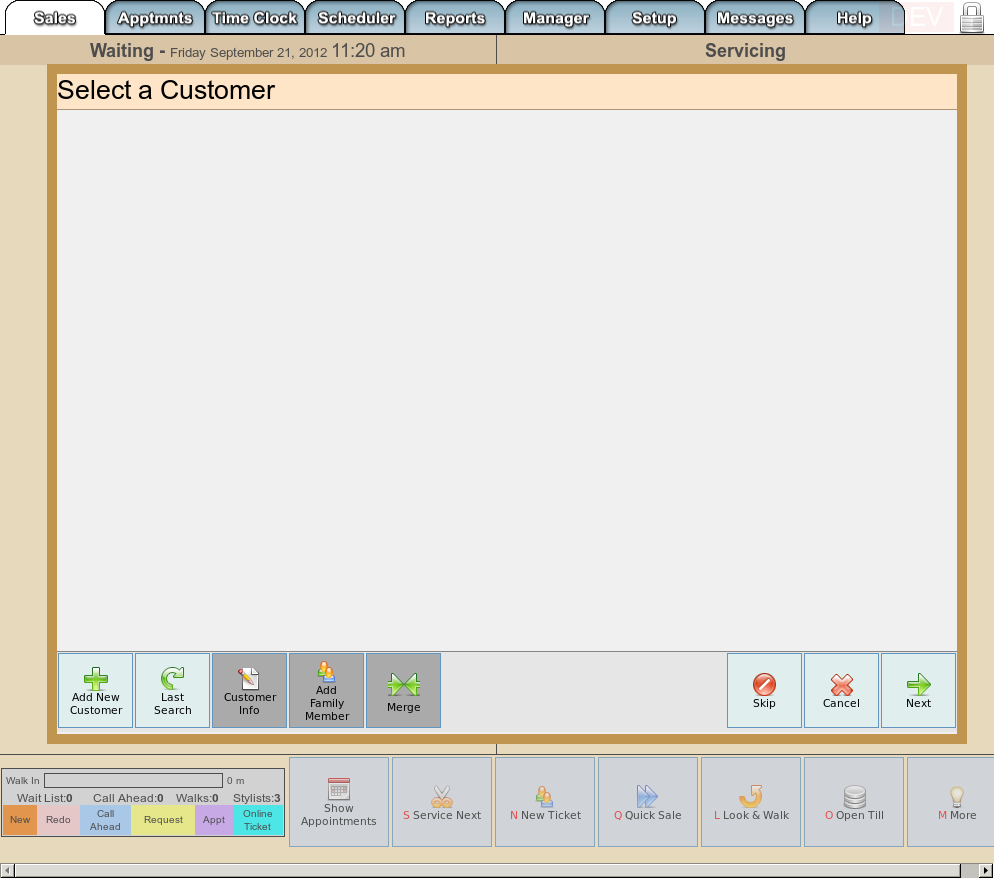 Sales Apptmnts Time Clock Scheduler Reports Manager Setup Messages Help DEV
Waiting - Friday September 21, 2012 11:20 am Servicing
Select a Customer
Add New
Customer
Last
Search
Customer
Info
Add
Family
Member
Merge
Skip
Cancel
Next
Walk In 0 m
Wait List:0 Call Ahead:0 Walks:0 Stylists:3
New
Redo
Call
Ahead
Request
Appt
Online
Ticket
Show
Appointments
S Service Next
N New Ticket
Q Quick Sale
L Look & Walk
O Open Till
M More